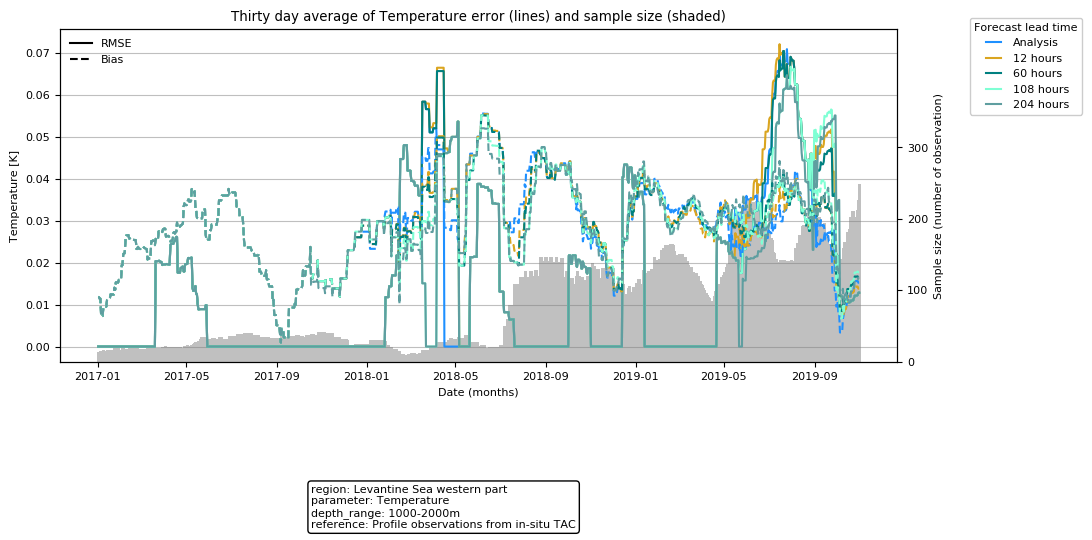 Thirty day average of Temperature error (lines) and sample size (shaded)
Forecast lead time
Analysis
12 hours
60 hours
108 hours
204 hours
RMSE
Bias
Temperature [K]
0.07
0.06
0.05
0.04
0.03
0.02
0.01
0.00
Sample size (number of observation)
300
200
100
0
2017-01 2017-05 2017-09 2018-01 2018-05 2018-09 2019-01 2019-05 2019-09
Date (months)
region: Levantine Sea western part
parameter: Temperature
depth_range: 1000-2000m
reference: Profile observations from in-situ TAC